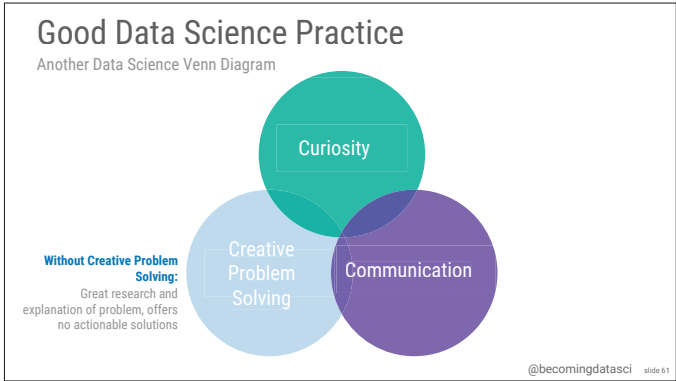 Good Data Science Practice
Another Data Science Venn Diagram
Curiosity
Creative
Problem
Solving
Communication
Without Creative Problem
Solving:
Great research and
explanation of problem, offers
no actionable solutions
@becomingdatasci slide 61